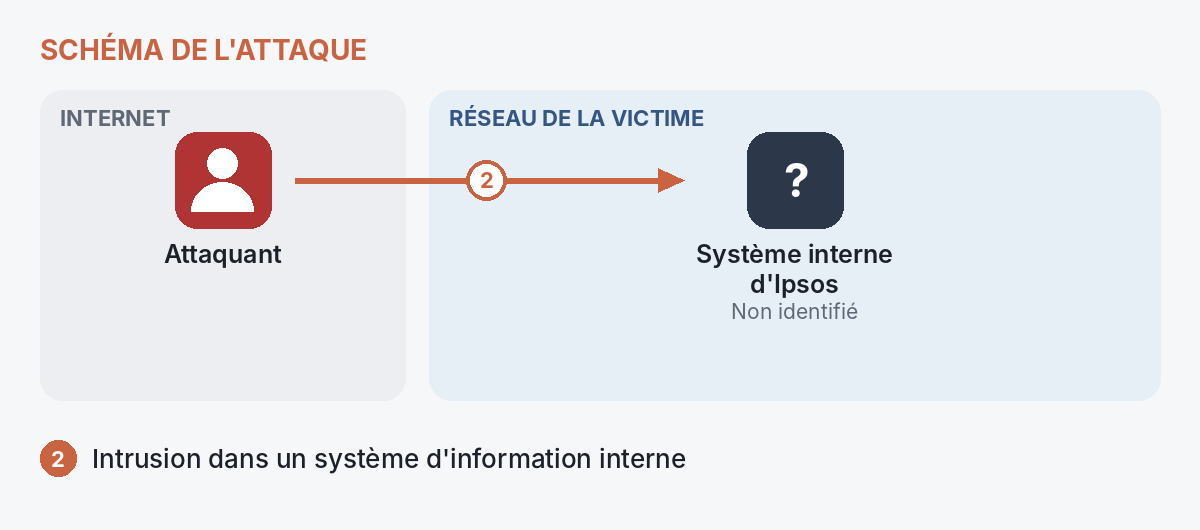 SCHÉMA DE L'ATTAQUE
INTERNET
RÉSEAU DE LA VICTIME
2
?
Attaquant
Système interne
d'Ipsos
Non identifié
2 Intrusion dans un système d'information interne